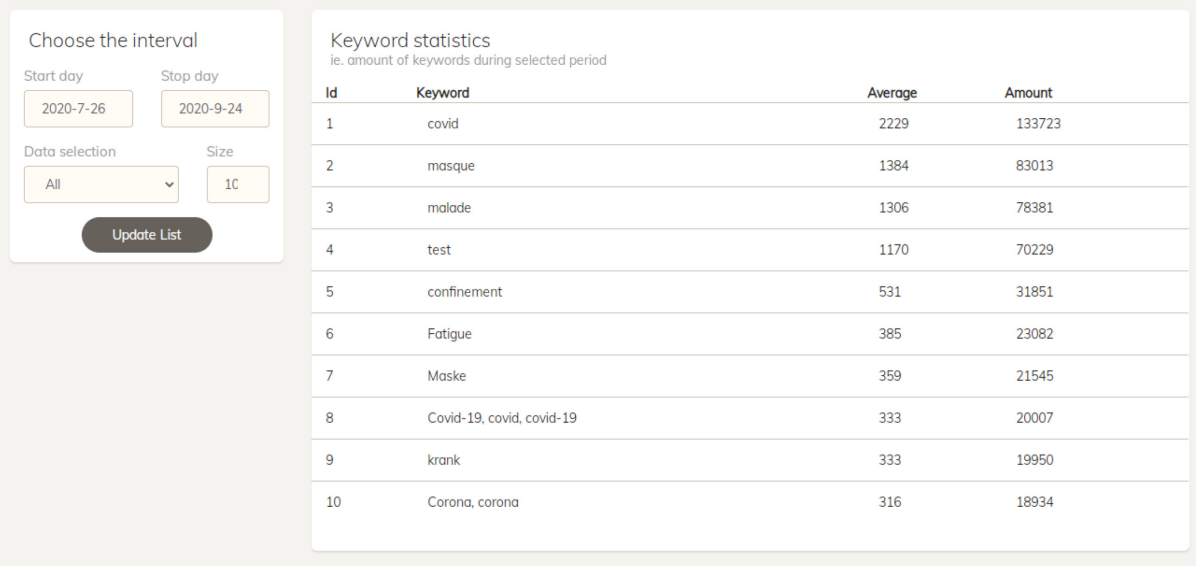 Choose the interval
Start day Stop day
2020-7-26 2020-9-24
Data selection Size
All 10
Update List
Keyword statistics
ie. amount of keywords during selected period
Id Keyword Average Amount
1 covid 2229 133723
2 masque 1384 83013
3 malade 1306 78381
4 test 1170 70229
5 confinement 531 31851
6 Fatigue 385 23082
7 Maske 359 21545
8 Covid-19, covid, covid-19 333 20007
9 krank 333 19950
10 Corona, corona 316 18934